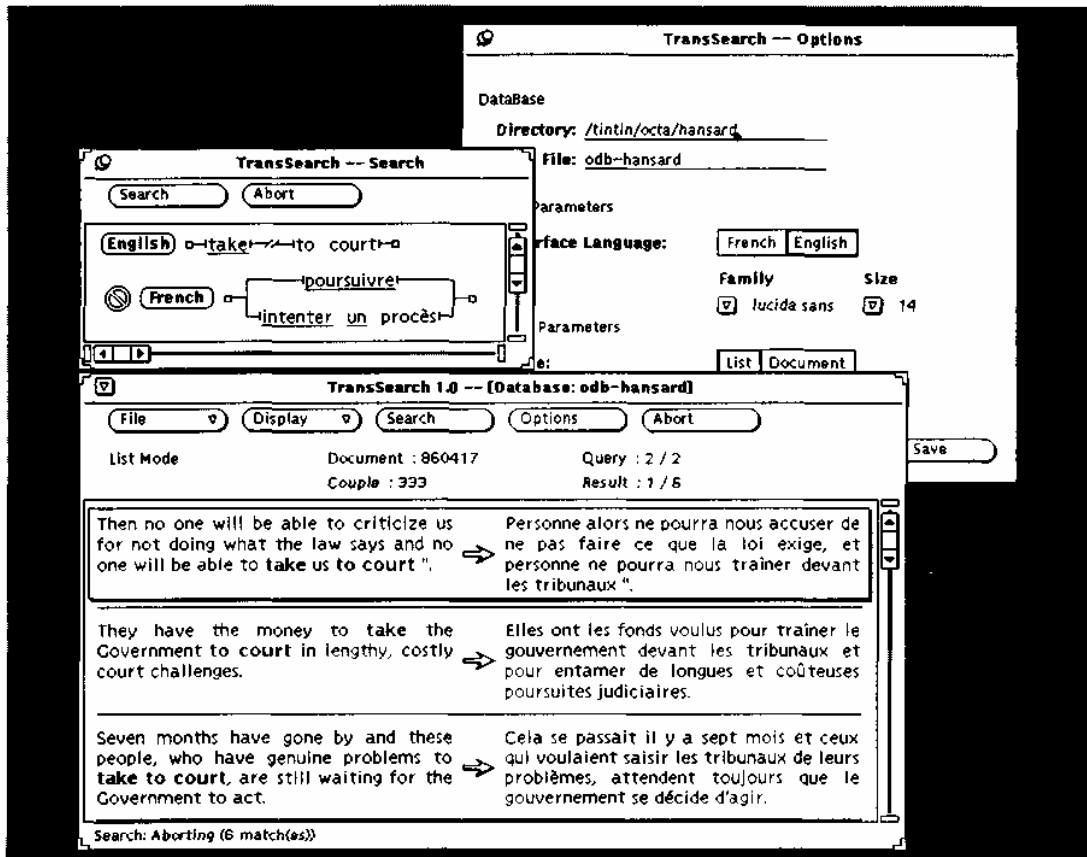 TransSearch -- Options
DataBase
Directory: /tintin/octa/hansard
File: odb-hansard
Parameters
rface Language: French English
Family Size
lucida sans 14
Parameters
e: List Document
Save
TransSearch -- Search
Search Abort
English take to court
French poursuivre
intenter un procès
TransSearch 1.0 -- [Database: odb-hansard]
File Display Search Options Abort
List Mode Document : 860417 Query : 2 / 2
Couple : 333 Result : 1 / 6
Then no one will be able to criticize us
for not doing what the law says and no
one will be able to take us to court ".
Personne alors ne pourra nous accuser de
ne pas faire ce que la loi exige, et
personne ne pourra nous traîner devant
les tribunaux ".
They have the money to take the
Government to court in lengthy, costly
court challenges.
Elles ont les fonds voulus pour traîner le
gouvernement devant les tribunaux et
pour entamer de longues et coûteuses
poursuites judiciaires.
Seven months have gone by and these
people, who have genuine problems to
take to court, are still waiting for the
Government to act.
Cela se passait il y a sept mois et ceux
qui voulaient saisir les tribunaux de leurs
problèmes, attendent toujours que le
gouvernement se décide d'agir.
Search: Aborting (6 match(es))